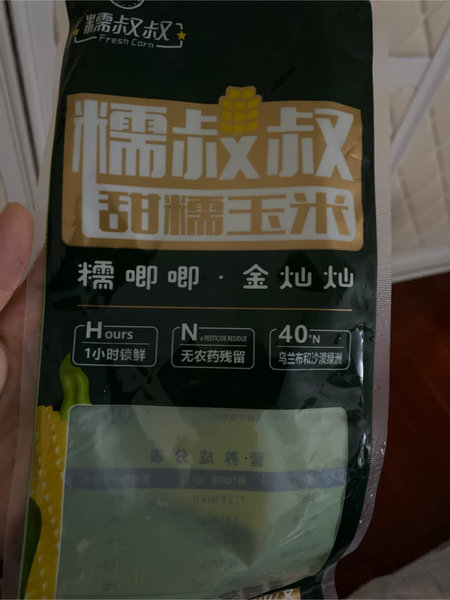 糯叔叔
Fresh Corn
糯叔叔
甜糯玉米
糯唧唧·金灿灿
Hours
1小时锁鲜
No PESTICIDE RESIDUE
无农药残留
40°N
乌兰布和沙漠绿洲
营养成分表